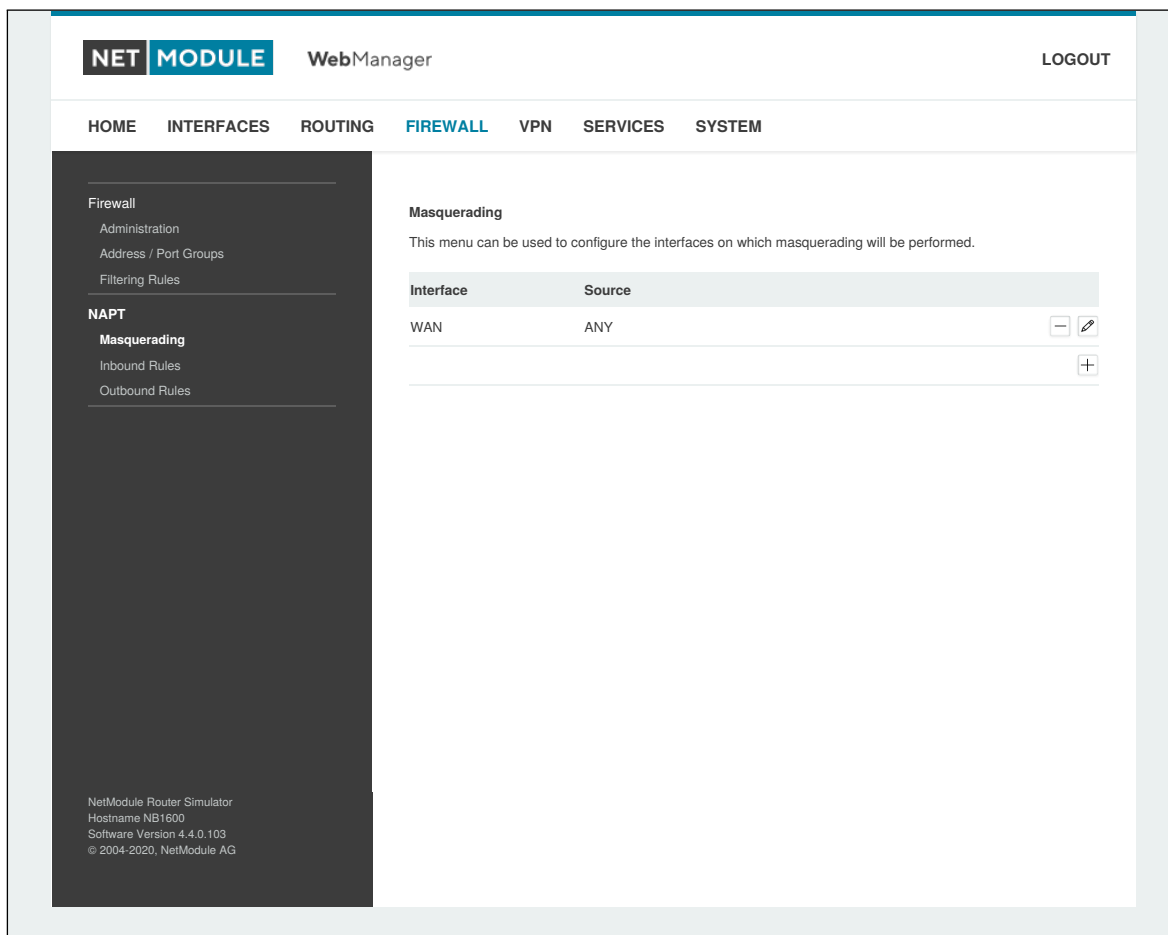 NET MODULE WebManager LOGOUT
HOME INTERFACES ROUTING FIREWALL VPN SERVICES SYSTEM
Firewall
Administration
Address / Port Groups
Filtering Rules
NAPT
Masquerading
Inbound Rules
Outbound Rules
Masquerading
This menu can be used to configure the interfaces on which masquerading will be performed.
Interface Source
WAN ANY
NetModule Router Simulator
Hostname NB1600
Software Version 4.4.0.103
© 2004-2020, NetModule AG